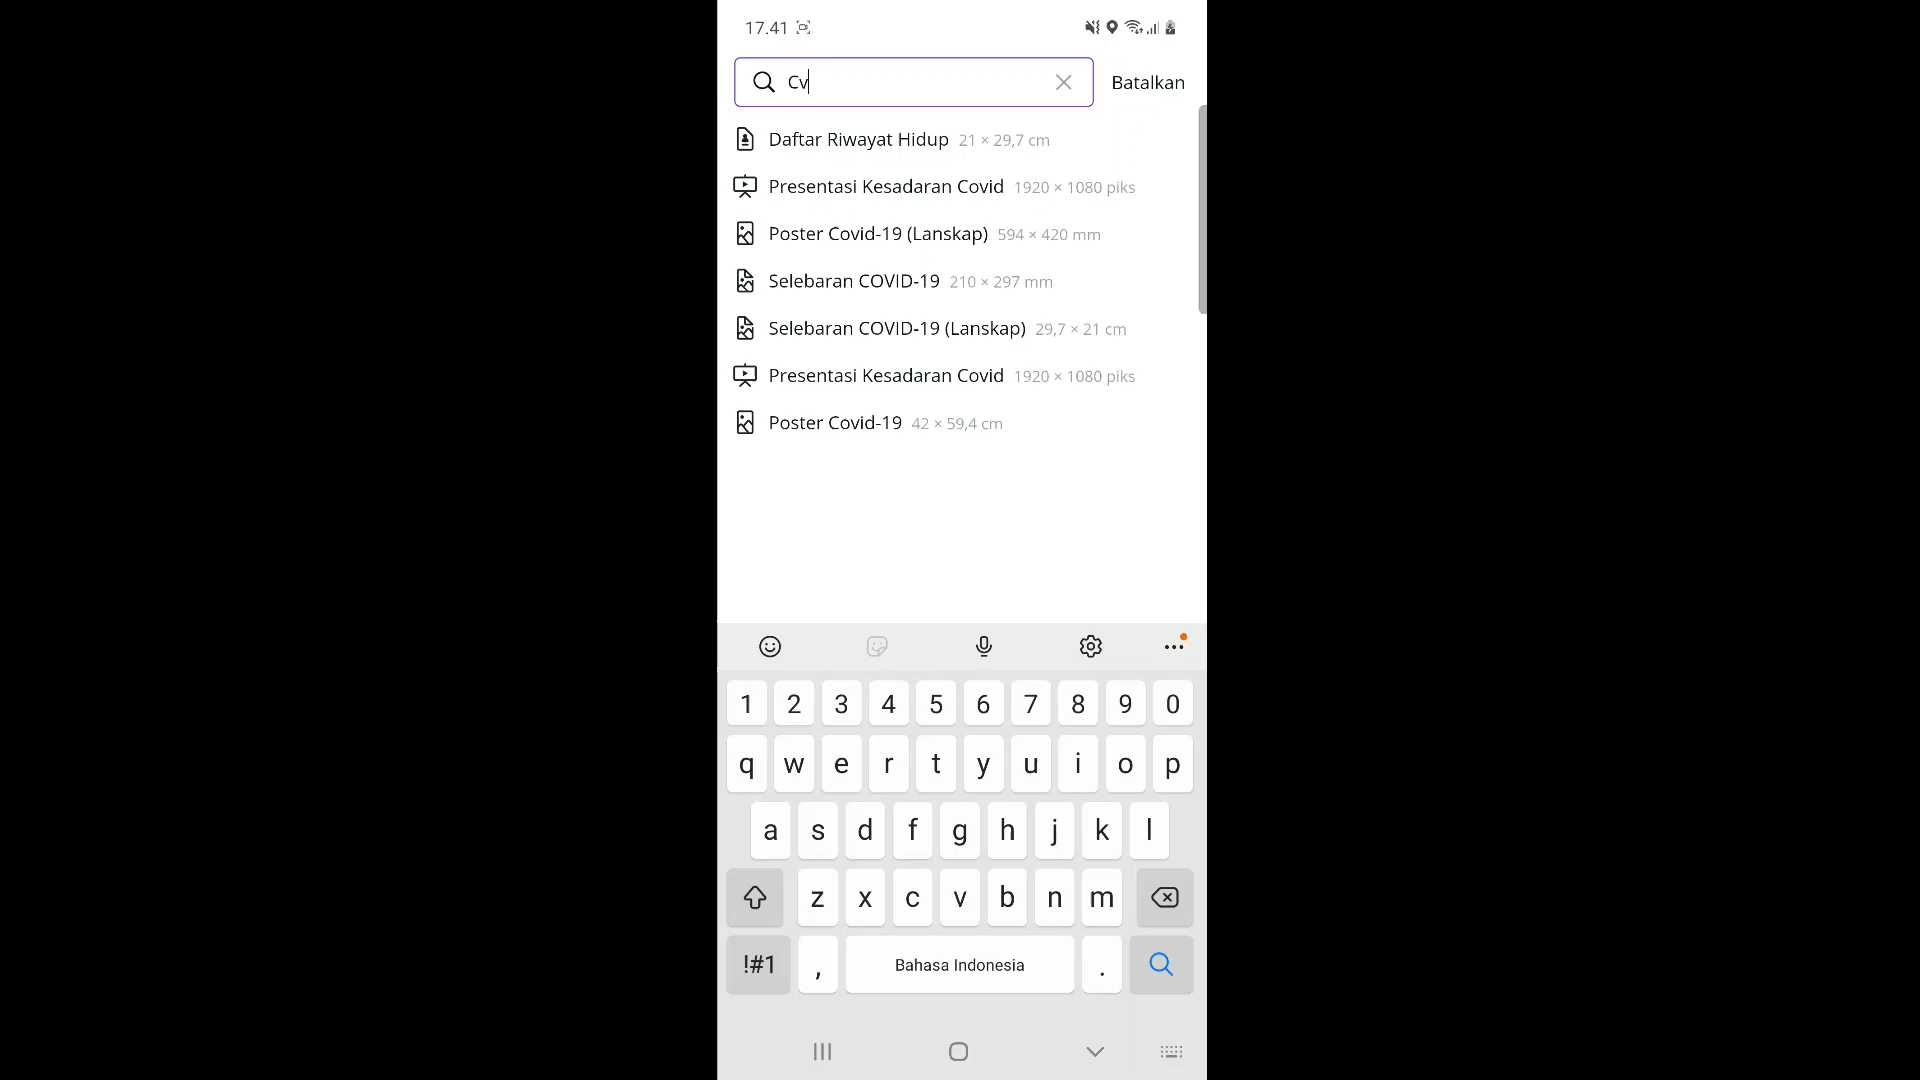 17.41
Cv
Batalkan
Daftar Riwayat Hidup 21 × 29,7 cm
Presentasi Kesadaran Covid 1920 × 1080 piks
Poster Covid-19 (Lanskap) 594 × 420 mm
Selebaran COVID-19 210 × 297 mm
Selebaran COVID-19 (Lanskap) 29,7 × 21 cm
Presentasi Kesadaran Covid 1920 × 1080 piks
Poster Covid-19 42 × 59,4 cm
1 2 3 4 5 6 7 8 9 0
q w e r t y u i o p
a s d f g h j k l
z x c v b n m
!#1 , Bahasa Indonesia .